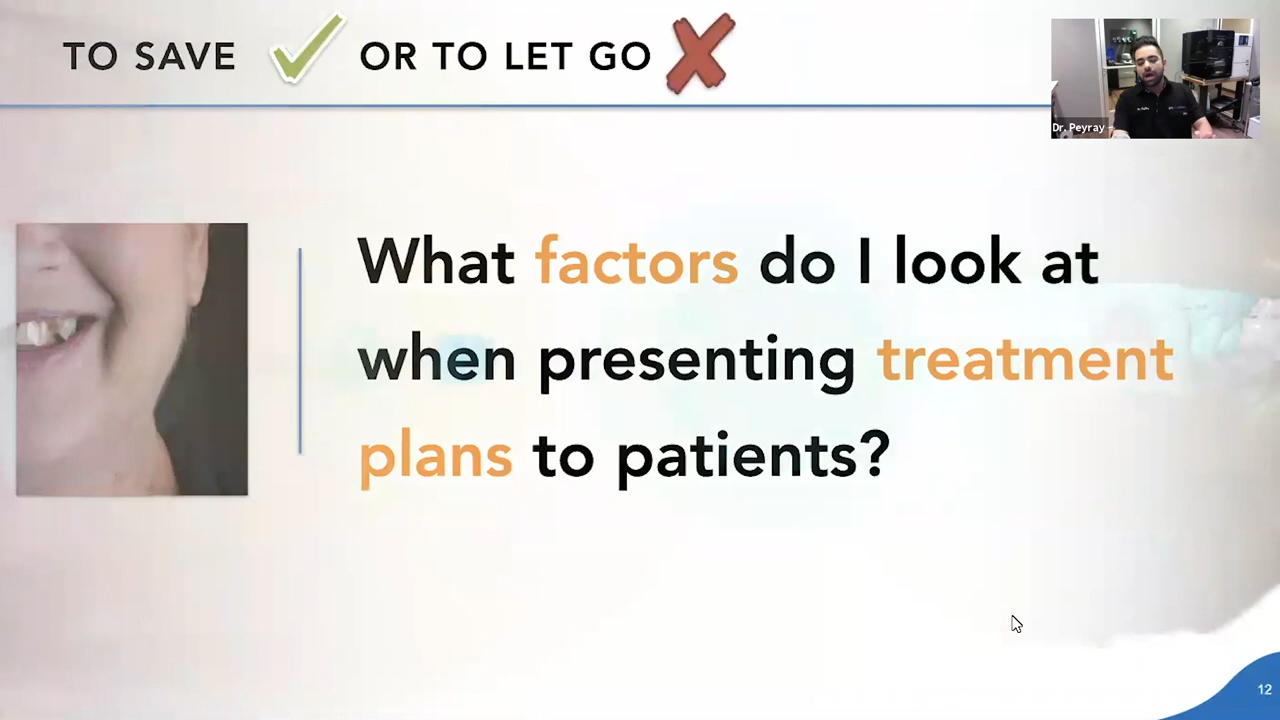 TO SAVE OR TO LET GO
Dr. Peyray
What factors do I look at
when presenting treatment
plans to patients?
12